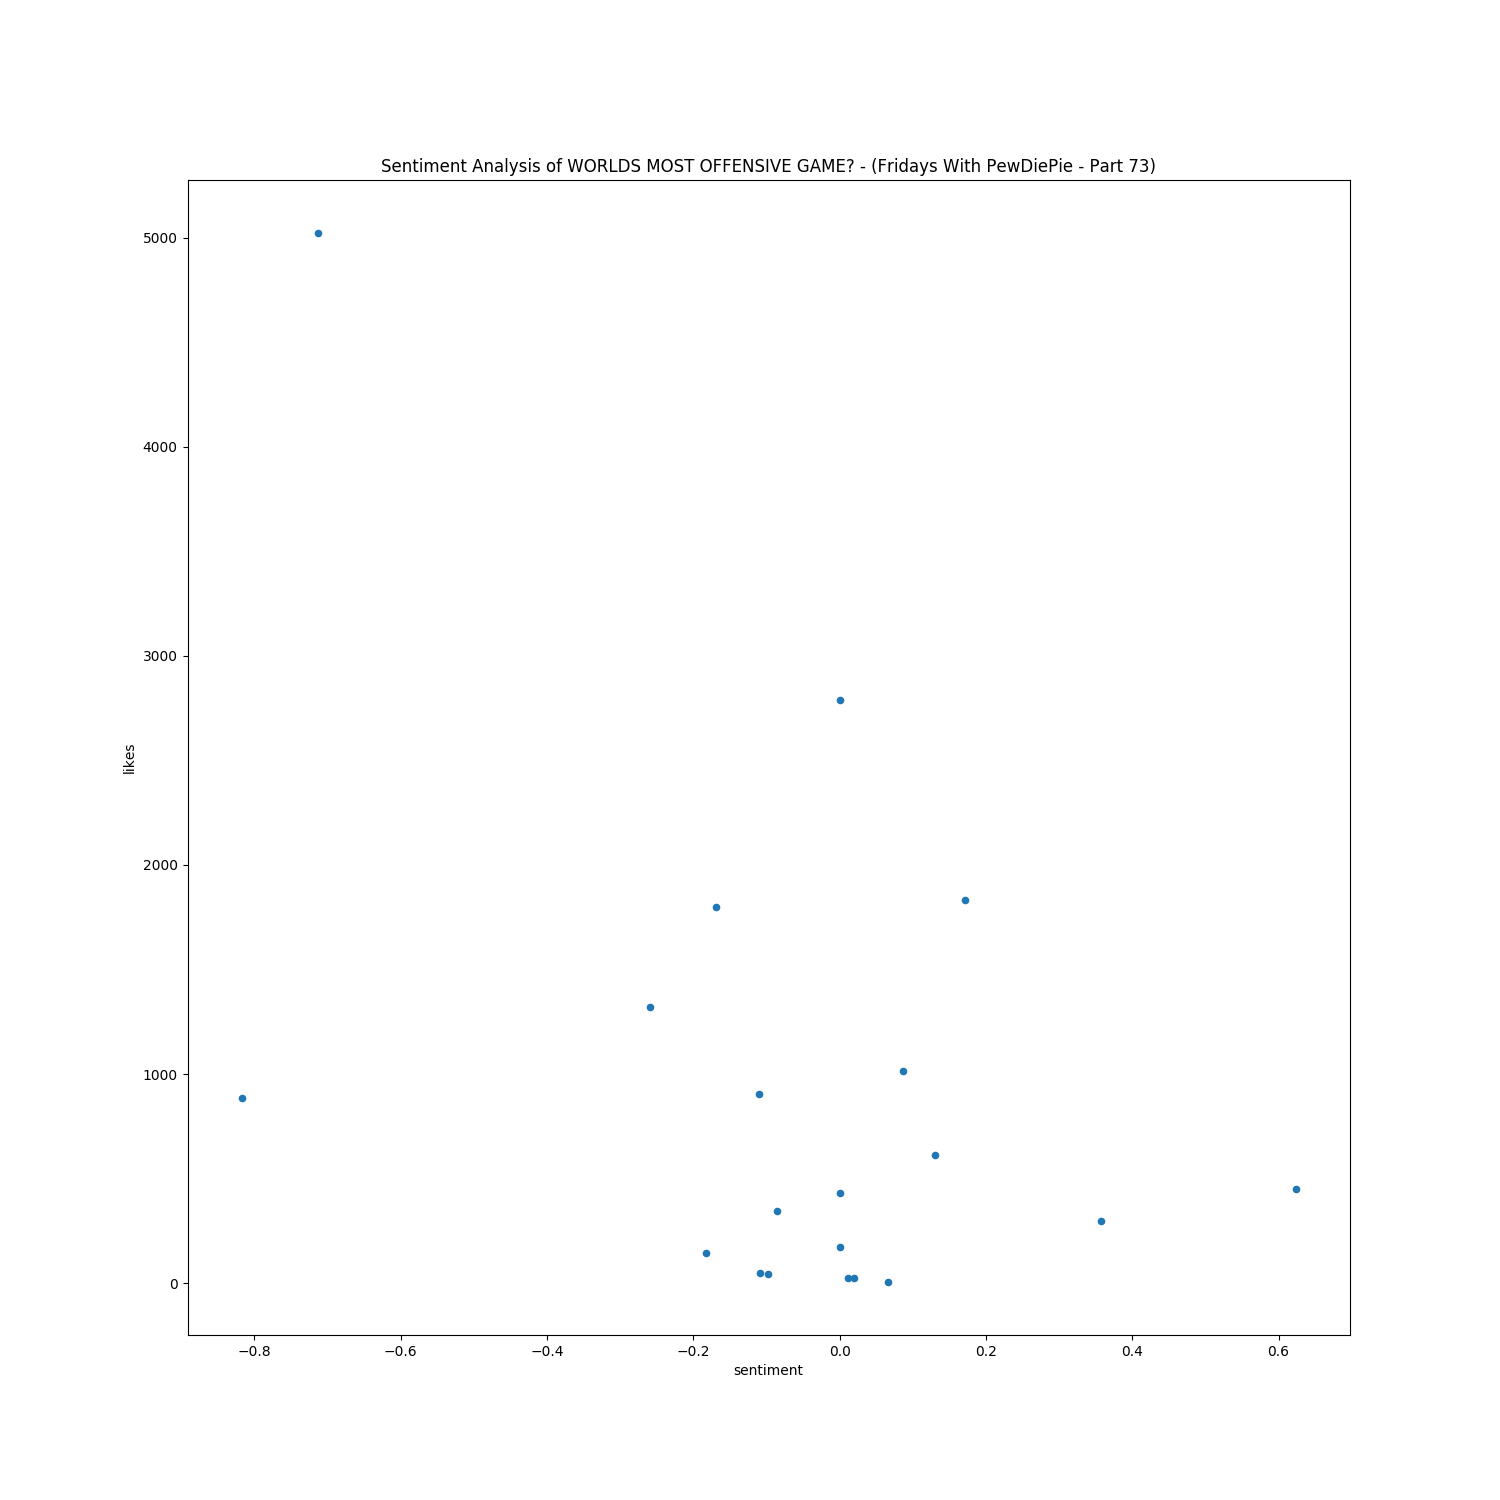 Sentiment Analysis of WORLDS MOST OFFENSIVE GAME? - (Fridays With PewDiePie - Part 73)
5000
4000
3000
likes
2000
1000
0
−0.8 −0.6 −0.4 −0.2 0.0 0.2 0.4 0.6
sentiment